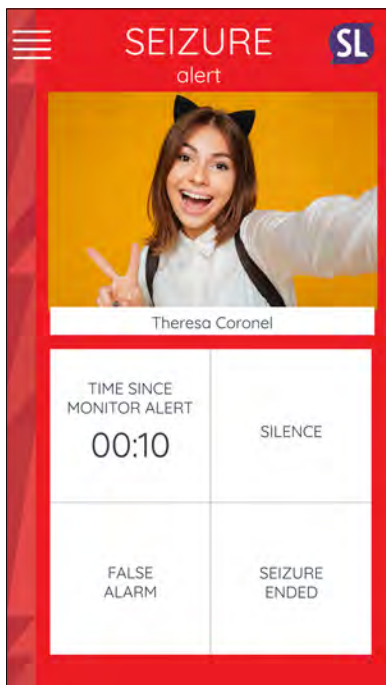 SEIZURE
SL
alert
Theresa Coronel
TIME SINCE
MONITOR ALERT
00:10
SILENCE
FALSE
ALARM
SEIZURE
ENDED